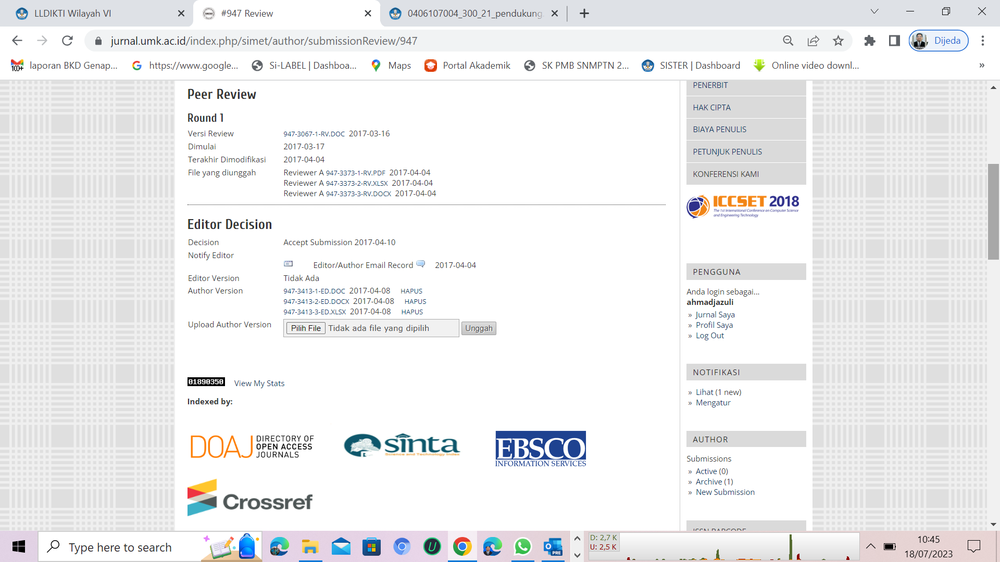 LLDIKTI Wilayah VI
#947 Review
0406107004_300_21_pendukung.
jurnal.umk.ac.id/index.php/simet/author/submissionReview/947
Dijeda
100+
laporan BKD Genap...
https://www.google...
Si-LABEL | Dashboa...
Maps
Portal Akademik
SK PMB SNMPTN 2...
SISTER | Dashboard
Online video downl...
»
Peer Review
Round 1
Versi Review 947-3067-1-RV.DOC 2017-03-16
Dimulai 2017-03-17
Terakhir Dimodifikasi 2017-04-04
File yang diunggah Reviewer A 947-3373-1-RV.PDF 2017-04-04
Reviewer A 947-3373-2-RV.XLSX 2017-04-04
Reviewer A 947-3373-3-RV.DOCX 2017-04-04
Editor Decision
Decision Accept Submission 2017-04-10
Notify Editor
Editor/Author Email Record 2017-04-04
Editor Version Tidak Ada
Author Version 947-3413-1-ED.DOC 2017-04-08 HAPUS
947-3413-2-ED.DOCX 2017-04-08 HAPUS
947-3413-3-ED.XLSX 2017-04-08 HAPUS
Upload Author Version Pilih File Tidak ada file yang dipilih Unggah
01890350 View My Stats
Indexed by:
DOAJ DIRECTORY OF
OPEN ACCESS
JOURNALS
sinta
Science and Technology Index
EBSCO
INFORMATION SERVICES
Crossref
PENERBIT
HAK CIPTA
BIAYA PENULIS
PETUNJUK PENULIS
KONFERENSI KAMI
ICCSET 2018
The 1st International Conference on Computer Science
and Engineering Technology
PENGGUNA
Anda login sebagai...
ahmadjazuli
» Jurnal Saya
» Profil Saya
» Log Out
NOTIFIKASI
» Lihat (1 new)
» Mengatur
AUTHOR
Submissions
» Active (0)
» Archive (1)
» New Submission
ISSN BARCODE
Type here to search
PRE
D: 2,7 K
U: 2,5 K
10:45
18/07/2023